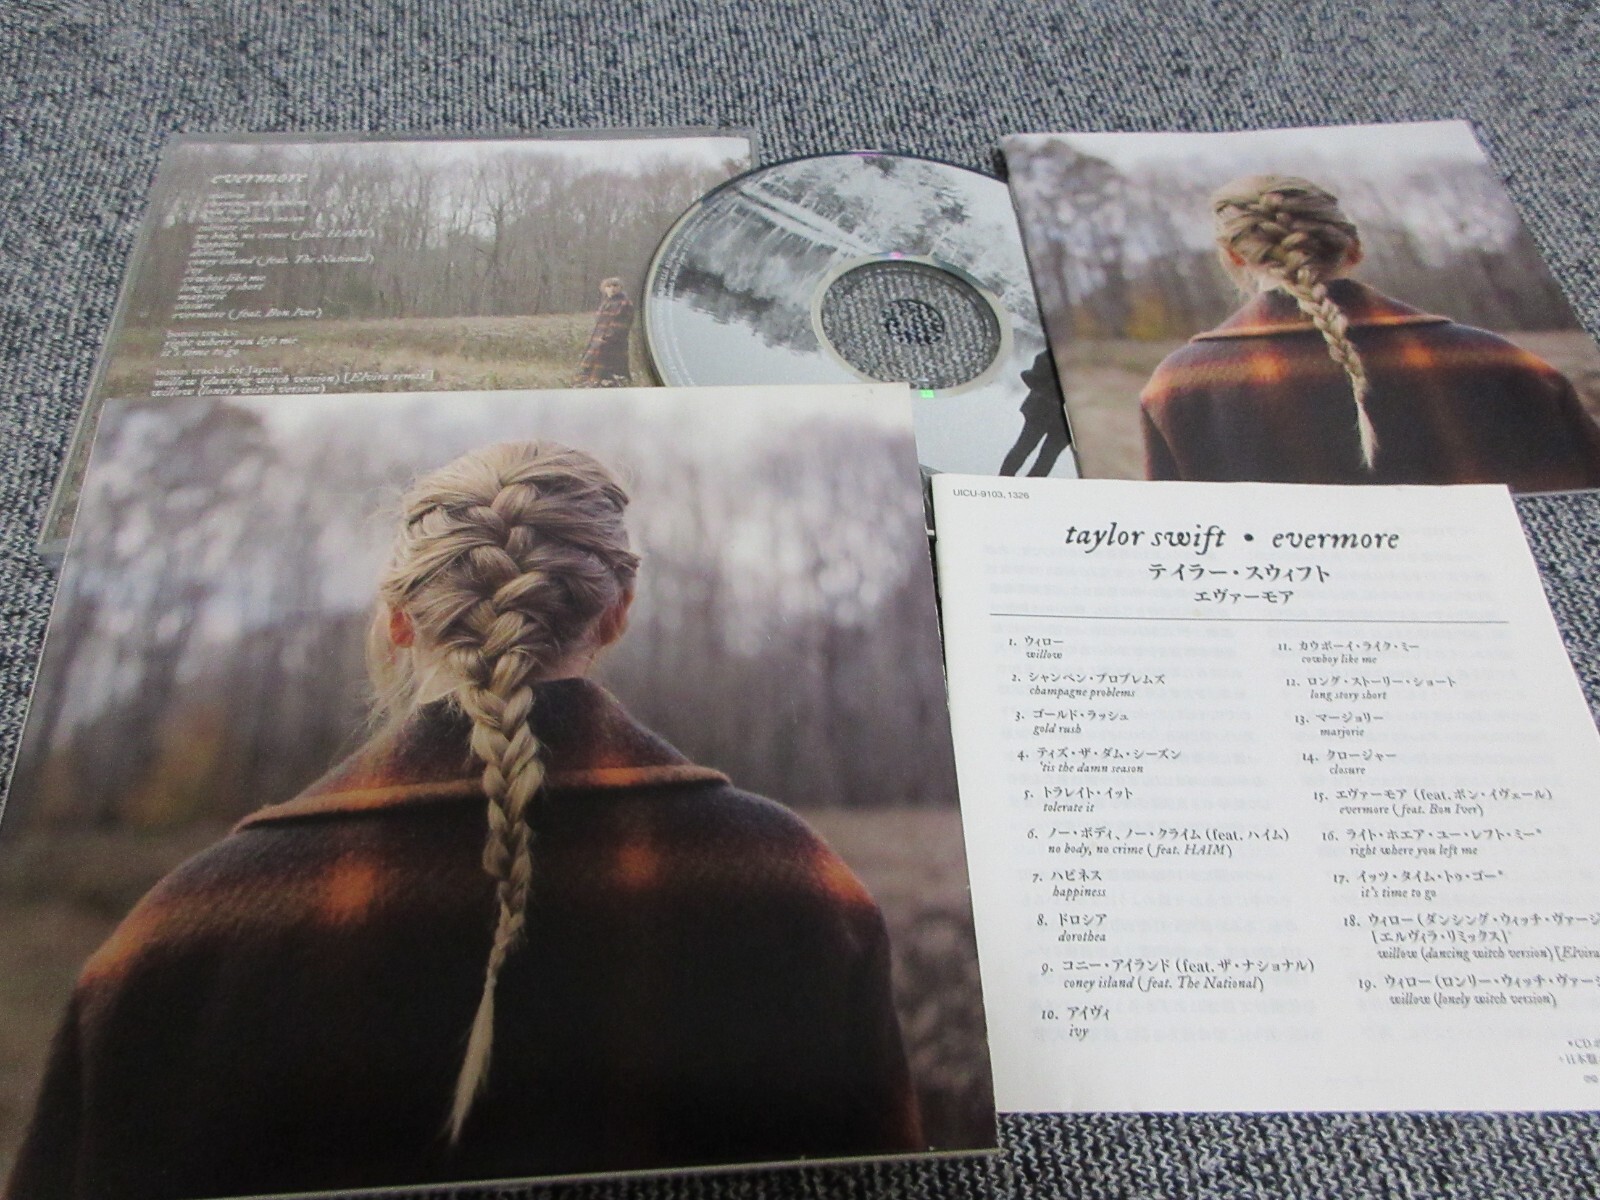 evermore
tolerate it
no body, no crime (feat. HAIM)
happiness
dorothea
coney island (feat. The National)
ivy
cowboy like me
long story short
marjorie
closure
evermore (feat. Bon Iver)
bonus tracks:
right where you left me
it's time to go
bonus tracks for Japan:
willow (dancing witch version) [Elvira remix]
willow (lonely witch version)
UICU-9103, 1326
taylor swift • evermore
テイラー・スウィフト
エヴァーモア
1. ウィロー
willow
2. シャンペン・プロブレムズ
champagne problems
3. ゴールド・ラッシュ
gold rush
4. ティズ・ザ・ダム・シーズン
'tis the damn season
5. トラレイト・イット
tolerate it
6. ノー・ボディ、ノー・クライム (feat. ハイム)
no body, no crime (feat. HAIM)
7. ハピネス
happiness
8. ドロシア
dorothea
9. コニー・アイランド (feat. ザ・ナショナル)
coney island (feat. The National)
10. アイヴィ
ivy
11. カウボーイ・ライク・ミー
cowboy like me
12. ロング・ストーリー・ショート
long story short
13. マージョリー
marjorie
14. クロージャー
closure
15. エヴァーモア (feat. ボン・イヴェール)
evermore (feat. Bon Iver)
16. ライト・ホエア・ユー・レフト・ミー*
right where you left me
17. イッツ・タイム・トゥ・ゴー*
it's time to go
18. ウィロー (ダンシング・ウィッチ・ヴァージ
[エルヴィラ・リミックス]
willow (dancing witch version) [Elvira
19. ウィロー (ロンリー・ウィッチ・ヴァージ
willow (lonely witch version)
*CD
日本盤